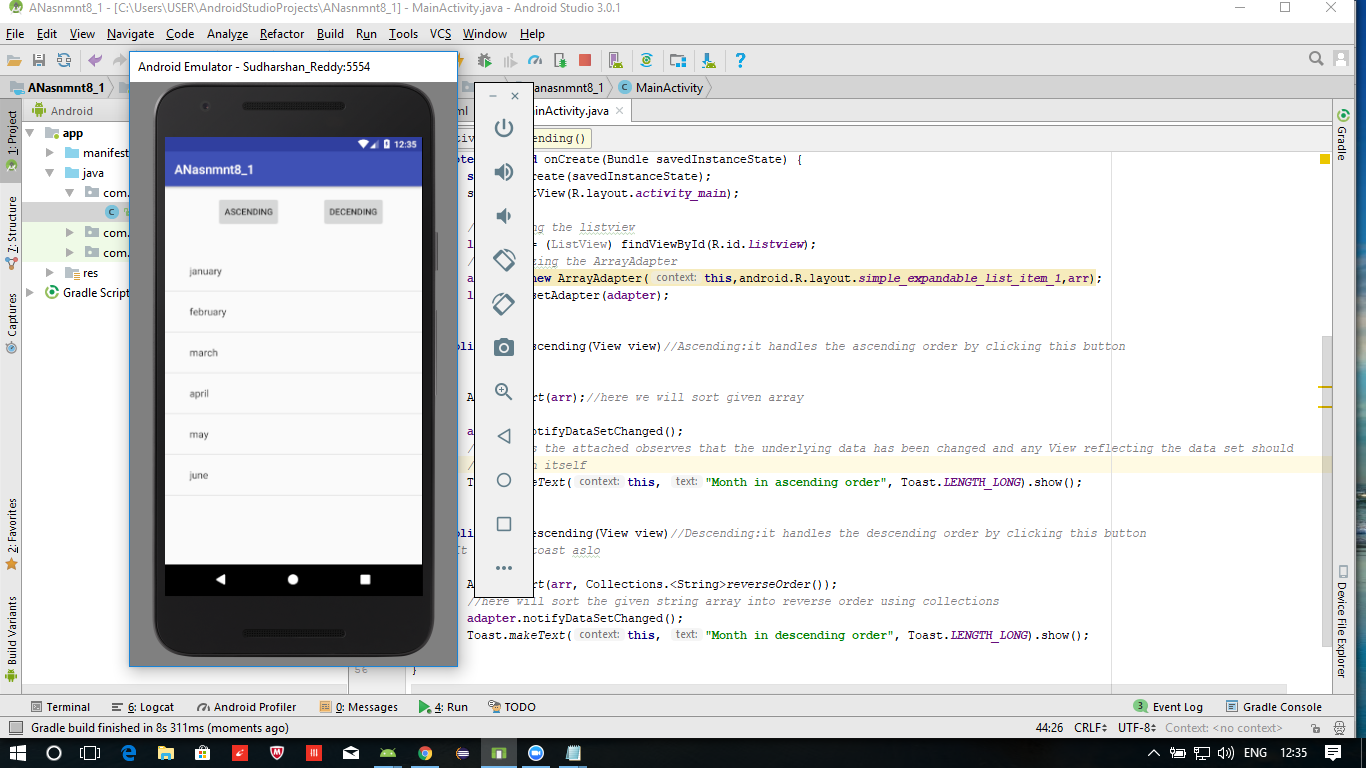 ANasnmnt8_1 - [C:\Users\USER\AndroidStudioProjects\ANasnmnt8_1] - MainActivity.java - Android Studio 3.0.1
File Edit View Navigate Code Analyze Refactor Build Run Tools VCS Window Help
ANasnmnt8_1
anasnmnt8_1 MainActivity
Android
ml
inActivity.java
ending()
1: Project
7: Structure
Captures
2: Favorites
Build Variants
app
manifest
java
com.
com.
com.
res
Gradle Script
Android Emulator - Sudharshan_Reddy:5554
12:35
ANasnmnt8_1
ASCENDING DECENDING
january
february
march
april
may
june
onCreate(Bundle savedInstanceState) {
create(savedInstanceState);
tView(R.layout.activity_main);
ng the listview
= (ListView) findViewById(R.id.listview);
zing the ArrayAdapter
new ArrayAdapter( context: this,android.R.layout.simple_expandable_list_item_1,arr);
setAdapter(adapter);
scending(View view)//Ascending:it handles the ascending order by clicking this button
rt(arr);//here we will sort given array
tifyDataSetChanged();
s the attached observes that the underlying data has been changed and any View reflecting the data set should
itself
eText( context: this, text: "Month in ascending order", Toast.LENGTH_LONG).show();
escending(View view)//Descending:it handles the descending order by clicking this button
It toast aslo
rt(arr, Collections.<String>reverseOrder());
//here will sort the given string array into reverse order using collections
adapter.notifyDataSetChanged();
Toast.makeText( context: this, text: "Month in descending order", Toast.LENGTH_LONG).show();
56 }
Gradle
Device File Explorer
Terminal 6: Logcat Android Profiler 0: Messages 4: Run TODO 3 Event Log Gradle Console
Gradle build finished in 8s 311ms (moments ago) 44:26 CRLF UTF-8 Context: <no context>
ENG 12:35